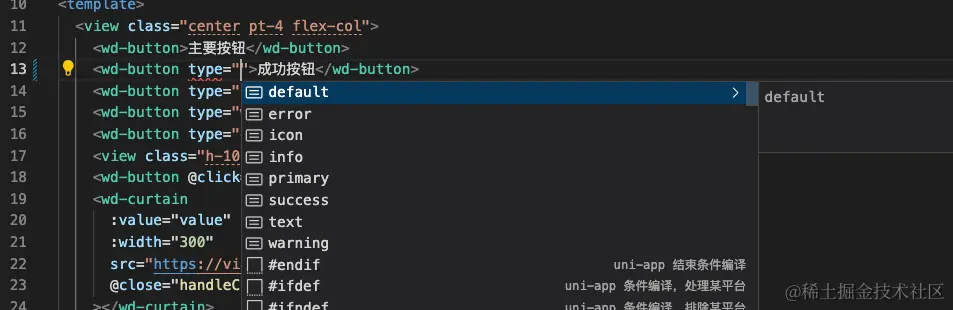 10 <template>
11 <view class="center pt-4 flex-col">
12 <wd-button>主要按钮</wd-button>
13 <wd-button type="">成功按钮</wd-button>
14 <wd-button type="
15 <wd-button type="
16 <wd-button type="
17 <view class="h-10
18 <wd-button @click=
19 <wd-curtain
20 :value="value"
21 :width="300"
22 src="https://vi
23 @close="handleC
24 ></wd-curtain>
default
default
error
icon
info
primary
success
text
warning
#endif uni-app 结束条件编译
#ifdef uni-app 条件编译，处理某平台
#ifndef uni-app 条件编译，排除某平台
@稀土掘金技术社区